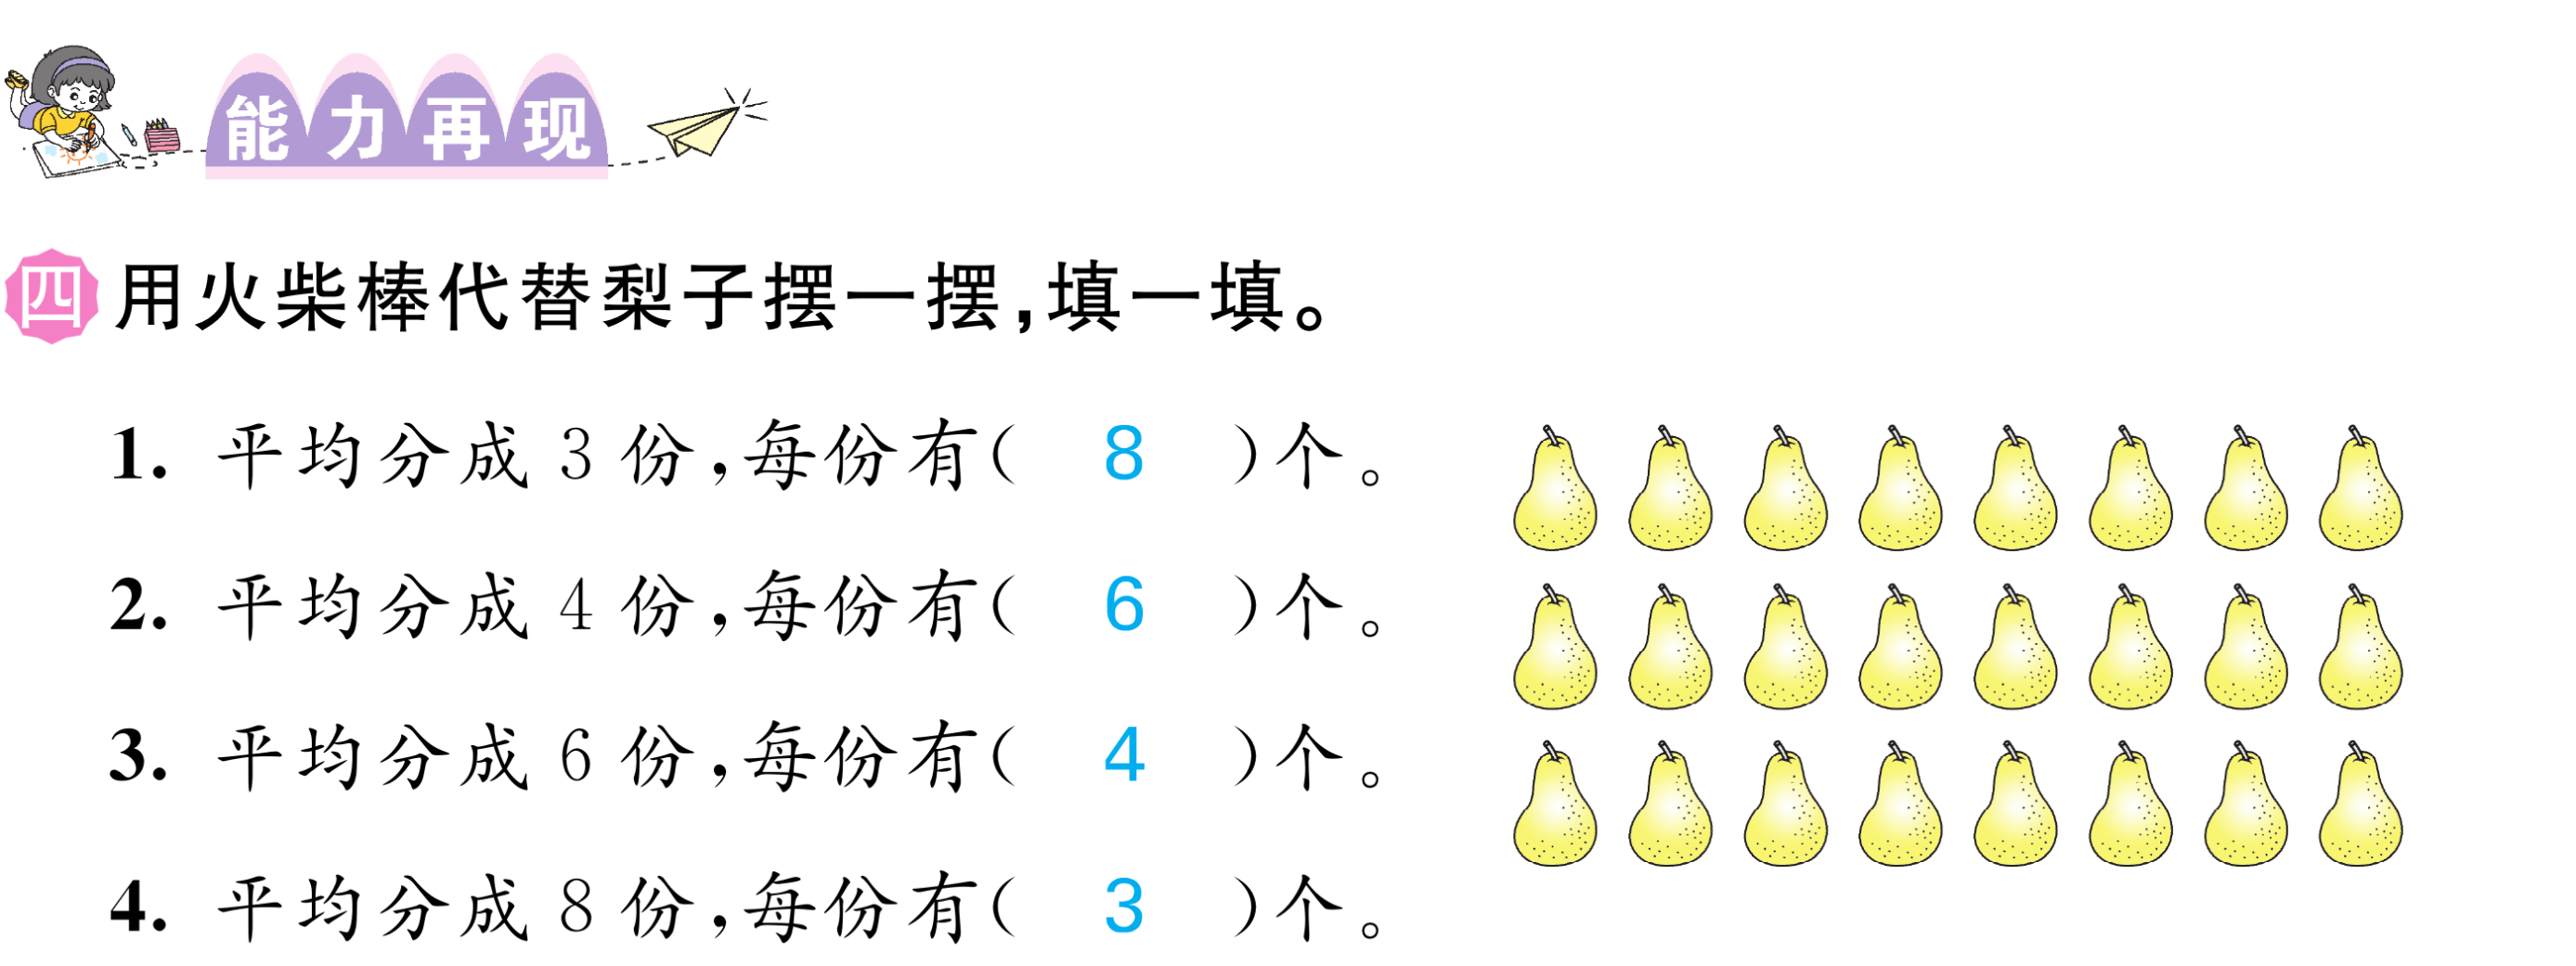 能力再现
四 用火柴棒代替梨子摆一摆,填一填。
1. 平均分成 3 份,每份有( 8 )个。
2. 平均分成 4 份,每份有( 6 )个。
3. 平均分成 6 份,每份有( 4 )个。
4. 平均分成 8 份,每份有( 3 )个。